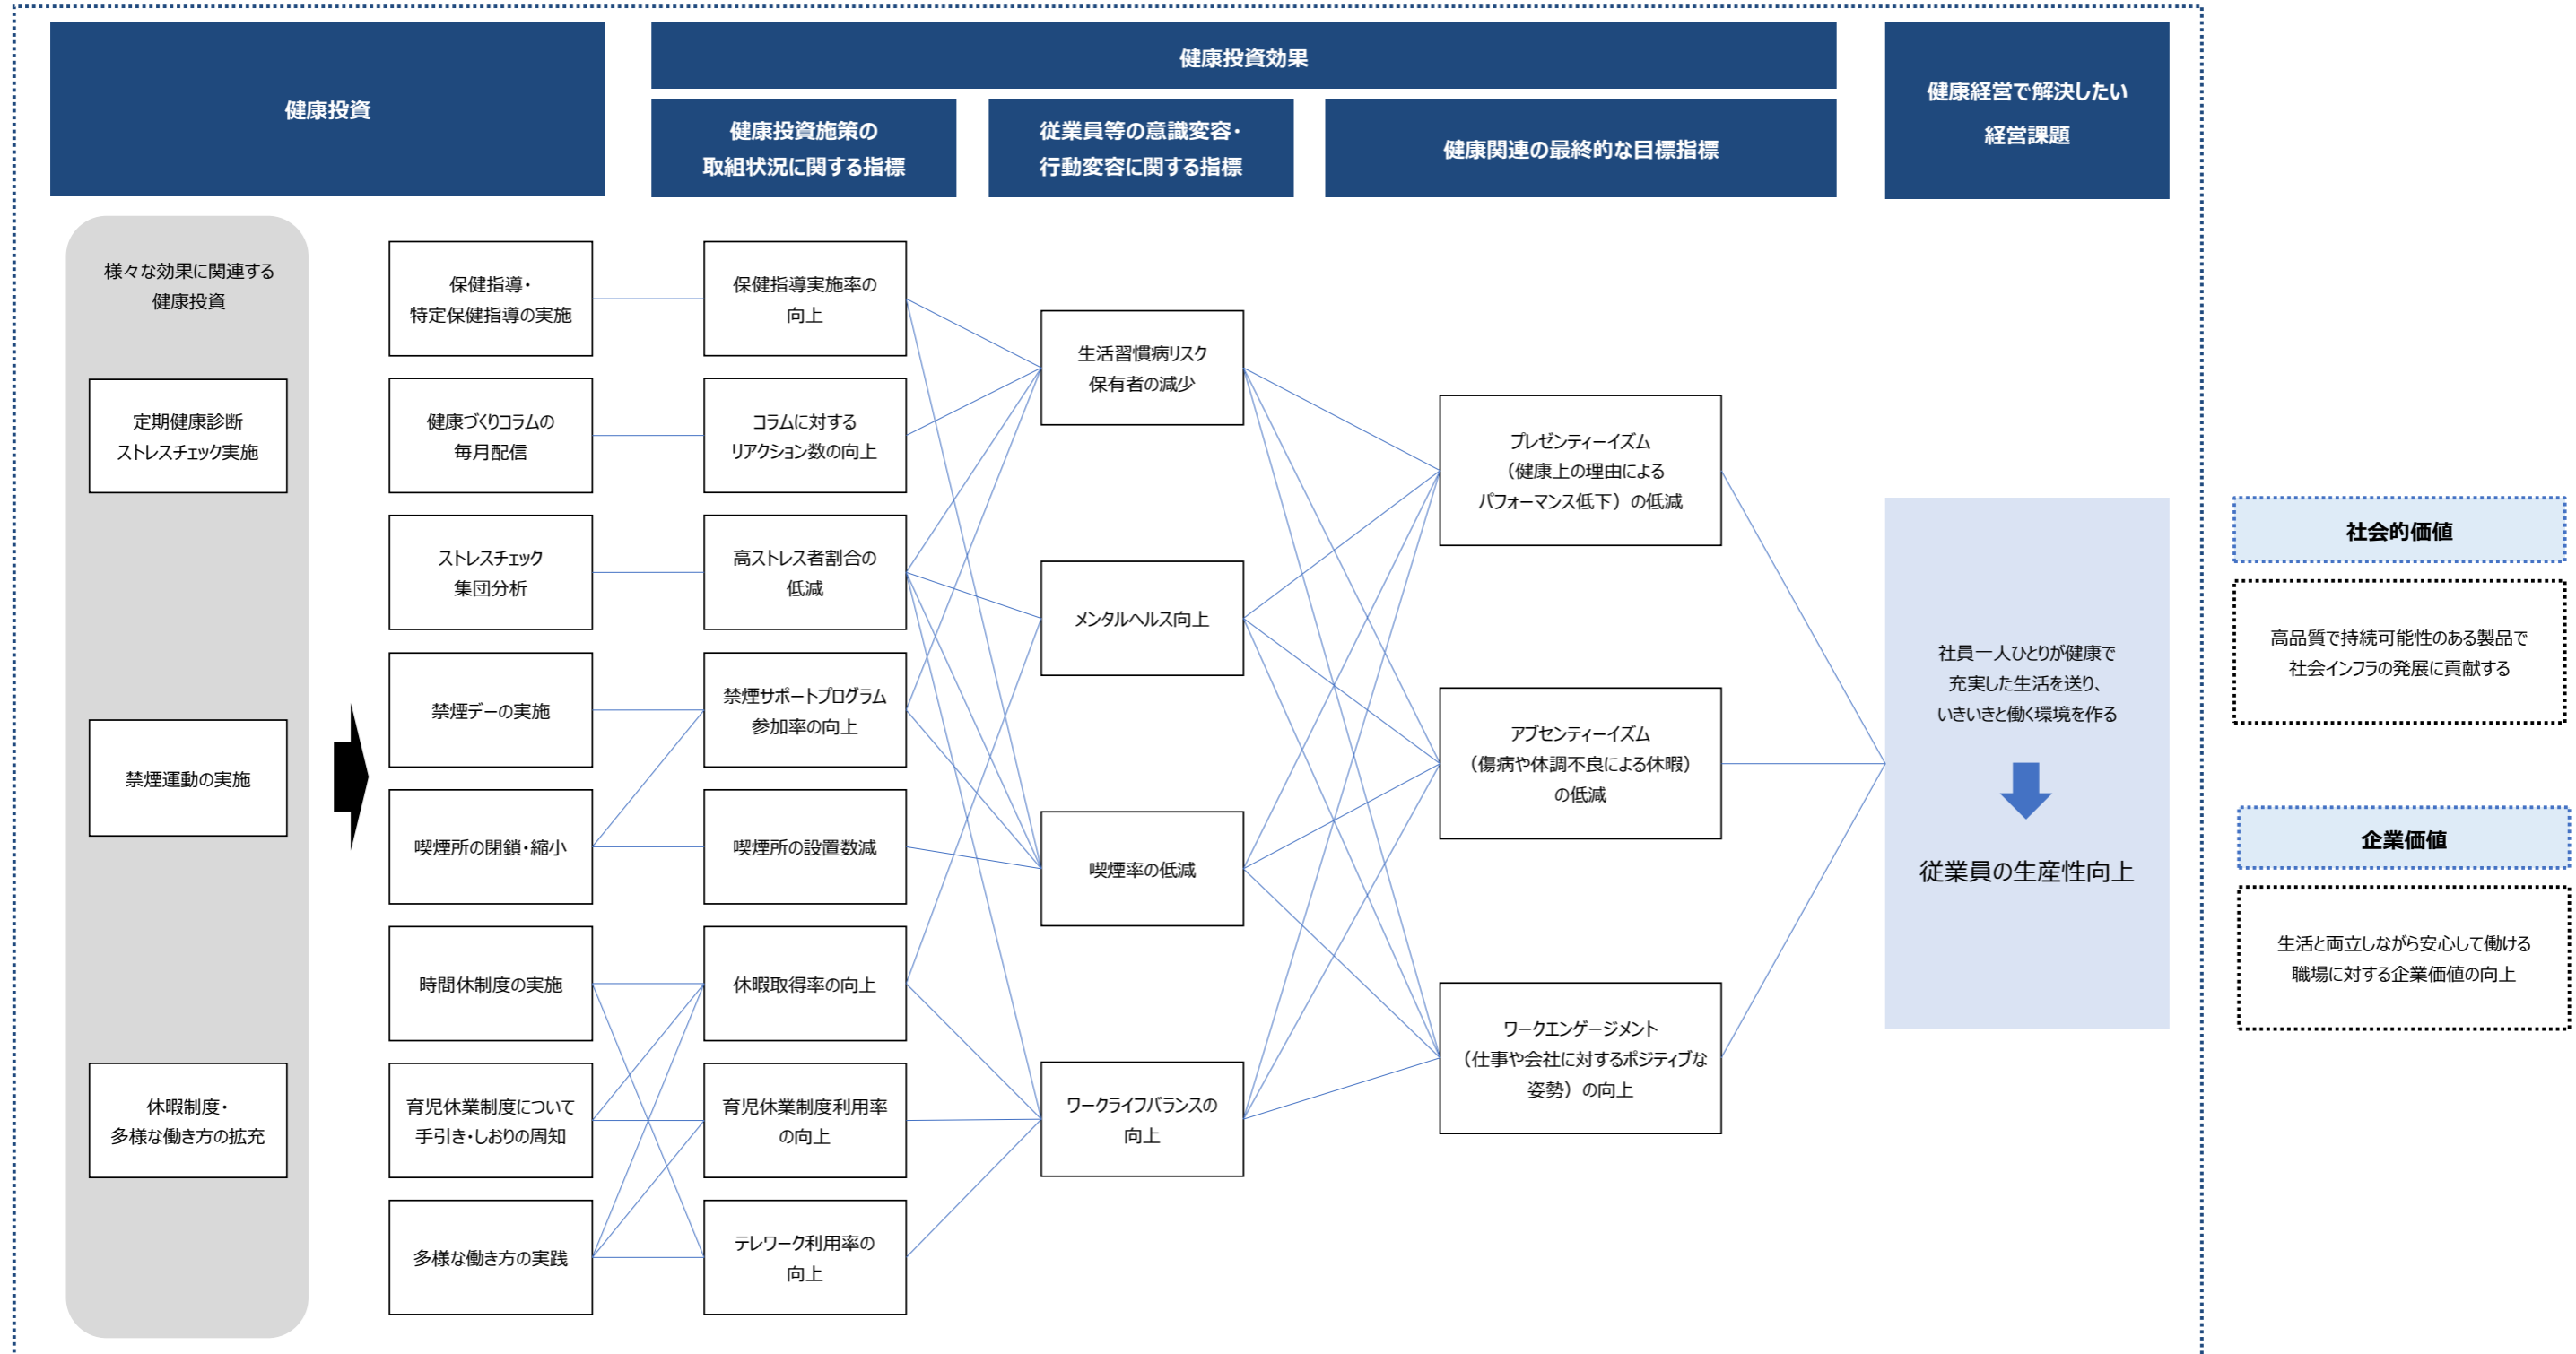 健康投資
健康投資効果
健康投資施策の
取組状況に関する指標
従業員等の意識変容・
行動変容に関する指標
健康関連の最終的な目標指標
健康経営で解決したい
経営課題
様々な効果に関連する
健康投資
定期健康診断
ストレスチェック実施
禁煙運動の実施
休暇制度・
多様な働き方の拡充
保健指導・
特定保健指導の実施
健康づくりコラムの
毎月配信
ストレスチェック
集団分析
禁煙デーの実施
喫煙所の閉鎖・縮小
時間休制度の実施
育児休業制度について
手引き・しおりの周知
多様な働き方の実践
保健指導実施率の
向上
コラムに対する
リアクション数の向上
高ストレス者割合の
低減
禁煙サポートプログラム
参加率の向上
喫煙所の設置数減
休暇取得率の向上
育児休業制度利用率
の向上
テレワーク利用率の
向上
生活習慣病リスク
保有者の減少
メンタルヘルス向上
喫煙率の低減
ワークライフバランスの
向上
プレゼンティーイズム
（健康上の理由による
パフォーマンス低下）の低減
アブセンティーイズム
（傷病や体調不良による休暇）
の低減
ワークエンゲージメント
（仕事や会社に対するポジティブな
姿勢）の向上
社員一人ひとりが健康で
充実した生活を送り、
いきいきと働く環境を作る
従業員の生産性向上
社会的価値
高品質で持続可能性のある製品で
社会インフラの発展に貢献する
企業価値
生活と両立しながら安心して働ける
職場に対する企業価値の向上